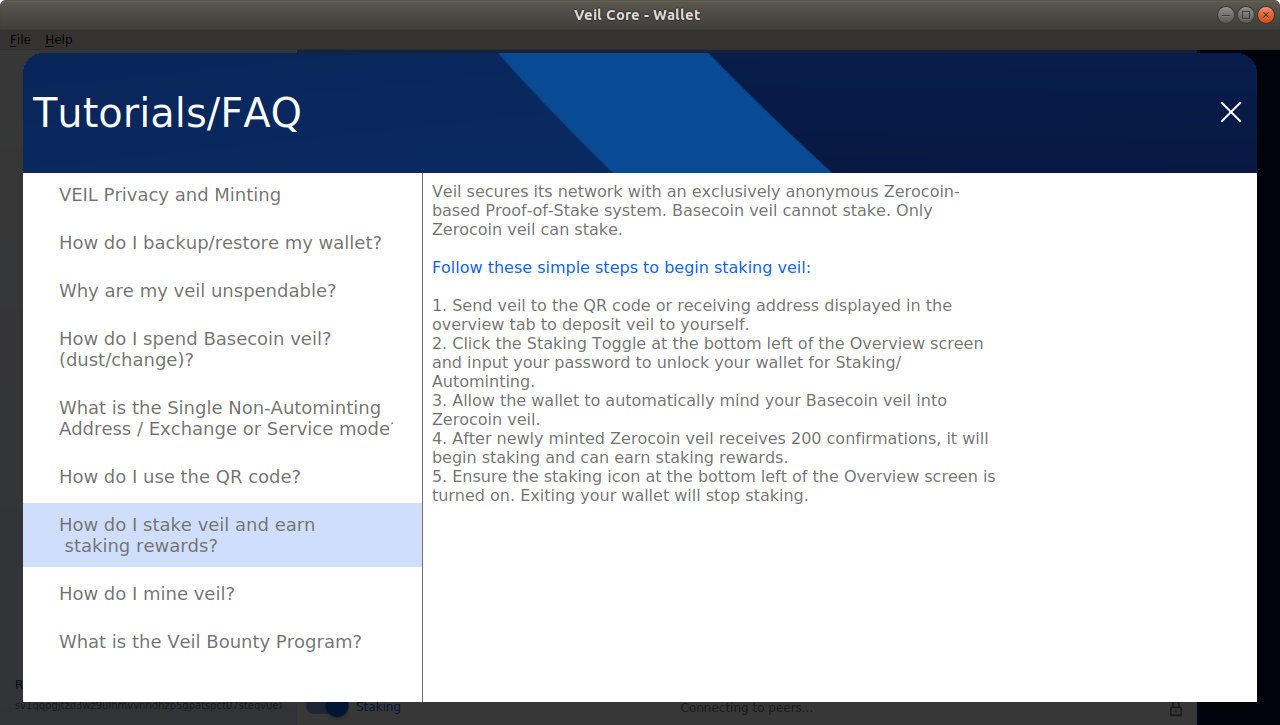 Veil Core - Wallet
File Help
Tutorials/FAQ
VEIL Privacy and Minting
How do I backup/restore my wallet?
Why are my veil unspendable?
How do I spend Basecoin veil?
(dust/change)?
What is the Single Non-Autominting
Address / Exchange or Service mode?
How do I use the QR code?
How do I stake veil and earn
staking rewards?
How do I mine veil?
What is the Veil Bounty Program?
Veil secures its network with an exclusively anonymous Zerocoin-
based Proof-of-Stake system. Basecoin veil cannot stake. Only
Zerocoin veil can stake.
Follow these simple steps to begin staking veil:
1. Send veil to the QR code or receiving address displayed in the
overview tab to deposit veil to yourself.
2. Click the Staking Toggle at the bottom left of the Overview screen
and input your password to unlock your wallet for Staking/
Autominting.
3. Allow the wallet to automatically mind your Basecoin veil into
Zerocoin veil.
4. After newly minted Zerocoin veil receives 200 confirmations, it will
begin staking and can earn staking rewards.
5. Ensure the staking icon at the bottom left of the Overview screen is
turned on. Exiting your wallet will stop staking.
Staking
Connecting to peers...